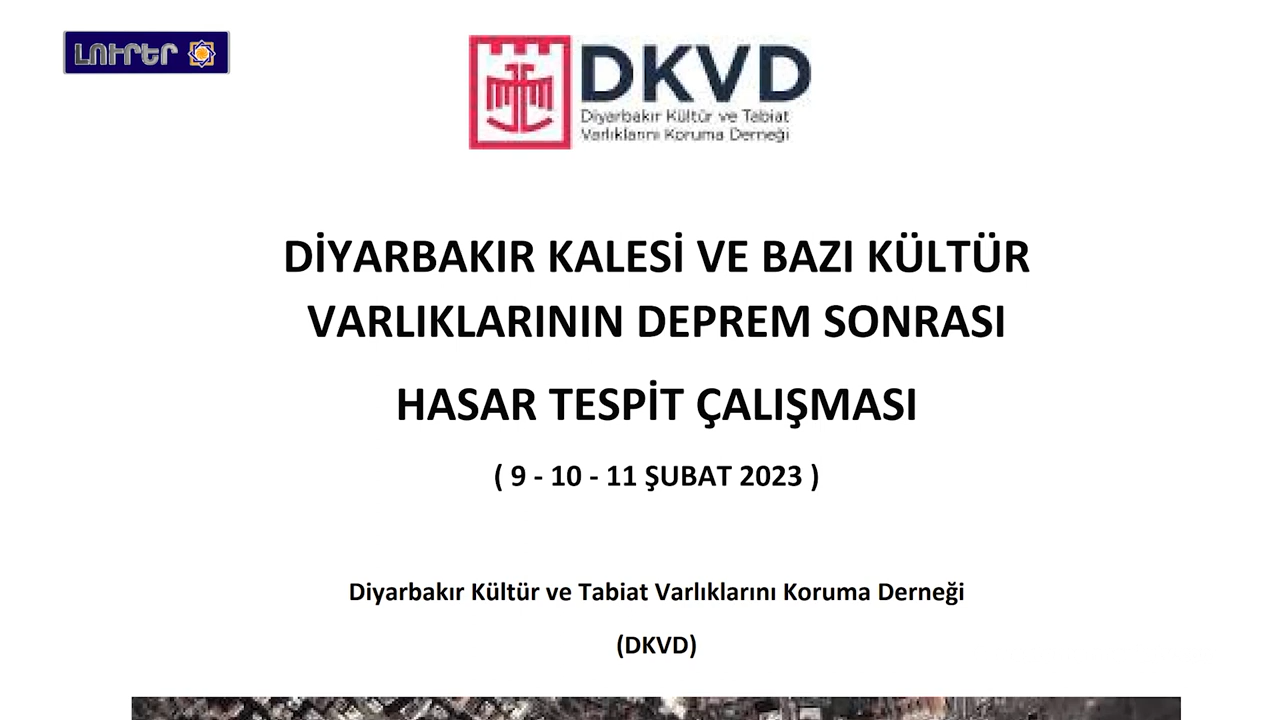 ԼՈՒՐԵՐ
DKVD
Diyarbakır Kültür ve Tabiat
Varlıklarını Koruma Derneği
DİYARBAKIR KALESİ VE BAZI KÜLTÜR
VARLIKLARININ DEPREM SONRASI
HASAR TESPİT ÇALIŞMASI
( 9 - 10 - 11 ŞUBAT 2023 )
Diyarbakır Kültür ve Tabiat Varlıklarını Koruma Derneği
(DKVD)